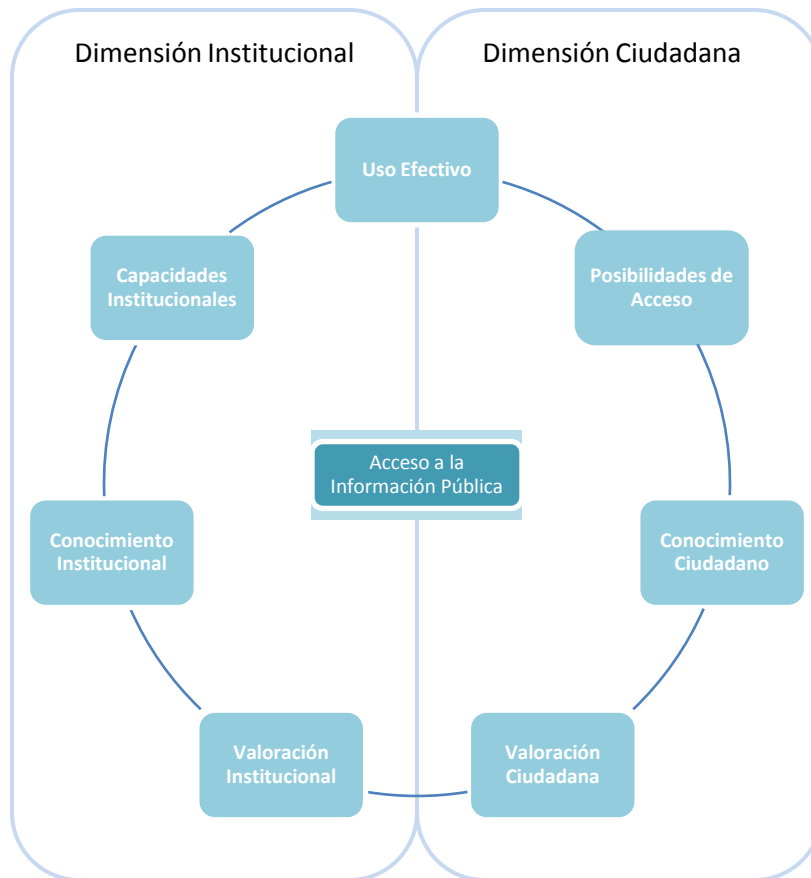 Dimensión Institucional
Dimensión Ciudadana
Uso Efectivo
Capacidades
Institucionales
Posibilidades de
Acceso
Acceso a la
Información Pública
Conocimiento
Institucional
Conocimiento
Ciudadano
Valoración
Institucional
Valoración
Ciudadana